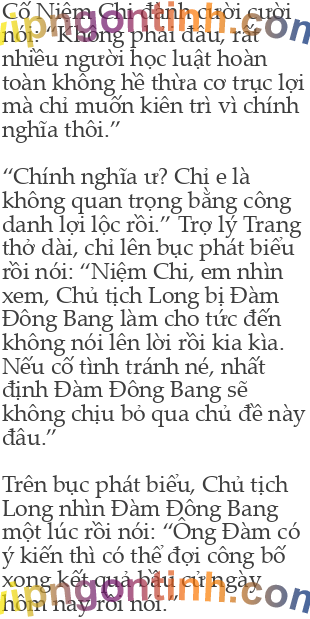 Cố Niệm Chi đành cười cười
nói: “Không phải đâu, rất
nhiều người học luật hoàn
toàn không hề thừa cơ trục lợi
mà chỉ muốn kiên trì vì chính
nghĩa thôi.”
“Chính nghĩa ư? Chỉ e là
không quan trọng bằng công
danh lợi lộc rồi.” Trợ lý Trang
thở dài, chỉ lên bục phát biểu
rồi nói: “Niệm Chi, em nhìn
xem, Chủ tịch Long bị Đàm
Đông Bang làm cho tức đến
không nói lên lời rồi kia kìa.
Nếu cố tình tránh né, nhất
định Đàm Đông Bang sẽ
không chịu bỏ qua chủ đề này
đâu.”
Trên bục phát biểu, Chủ tịch
Long nhìn Đàm Đông Bang
một lúc rồi nói: “Ông Đàm có
ý kiến thì có thể đợi công bố
xong kết quả bầu cử ngày
hôm nay rồi nói.”
vipngontinh.com
vipngontinh.com